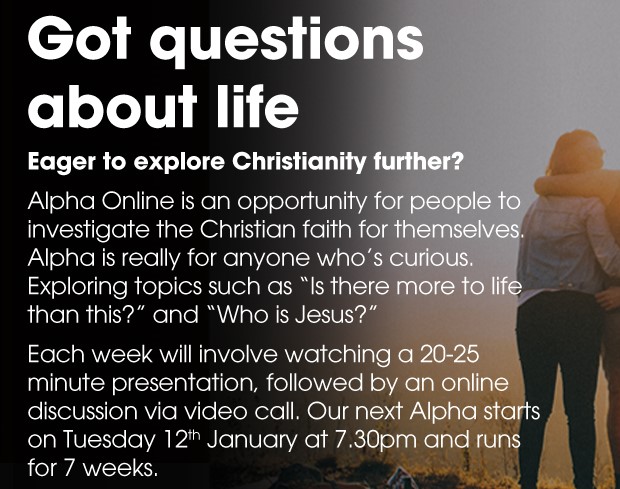 Got questions
about life
Eager to explore Christianity further?
Alpha Online is an opportunity for people to
investigate the Christian faith for themselves.
Alpha is really for anyone who's curious.
Exploring topics such as “Is there more to life
than this?” and “Who is Jesus?”
Each week will involve watching a 20-25
minute presentation, followed by an online
discussion via video call. Our next Alpha starts
on Tuesday 12th January at 7.30pm and runs
for 7 weeks.